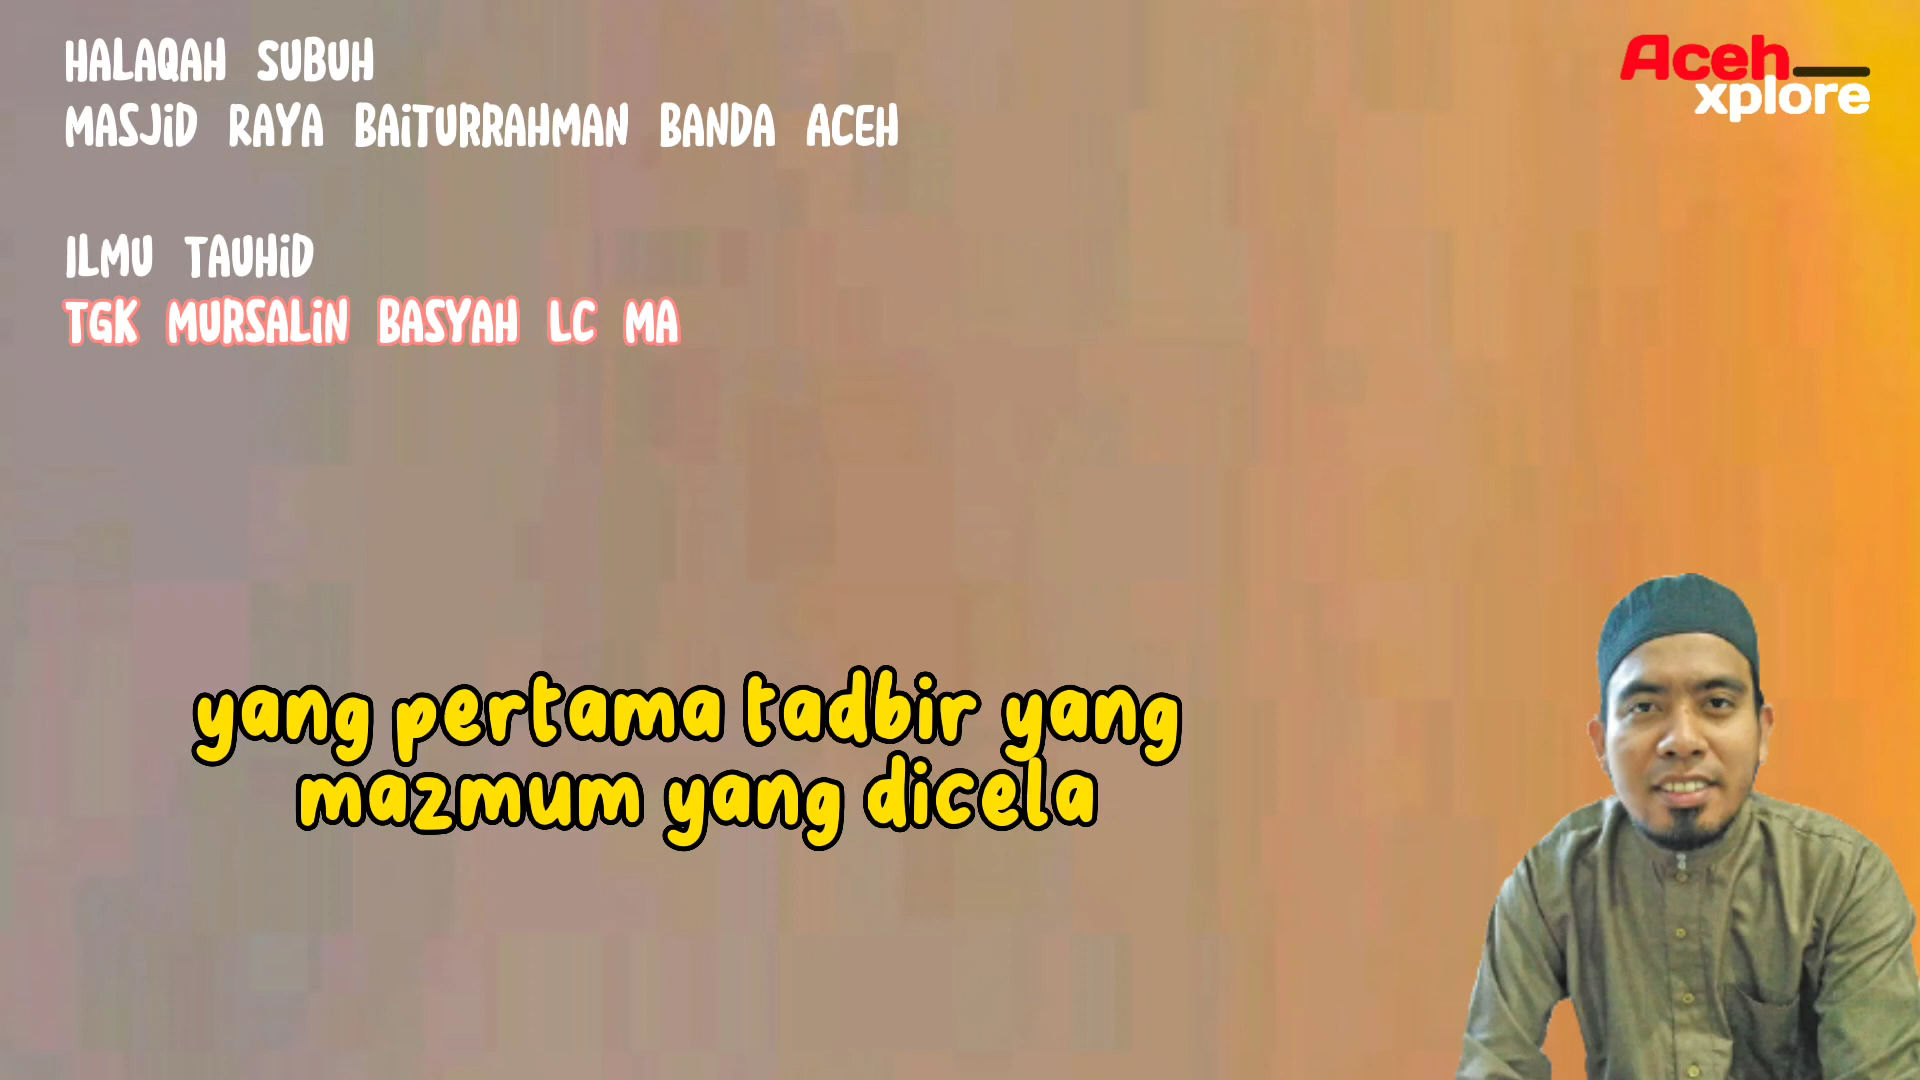 HALAQAH SUBUH
MASJiD RAYA BAiTURRAHMAN BANDA ACEH
ILMU TAUHiD
TGK MURSALiN BASYAH LC MA
Aceh
xplore
yang pertama tadbir yang
mazmum yang dicela